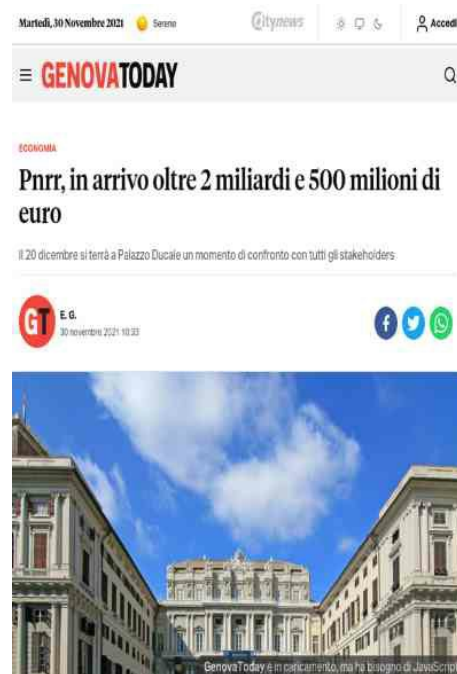 Martedì, 30 Novembre 2021 Sereno Citynews Accedi
GENOVATODAY
ECONOMIA
Pnrr, in arrivo oltre 2 miliardi e 500 milioni di
euro
Il 20 dicembre si terrà a Palazzo Ducale un momento di confronto con tutti gli stakeholders
GT
E. G.
30 novembre 2021 10:33
GenovaToday è in caricamento, ma ha bisogno di JavaScript